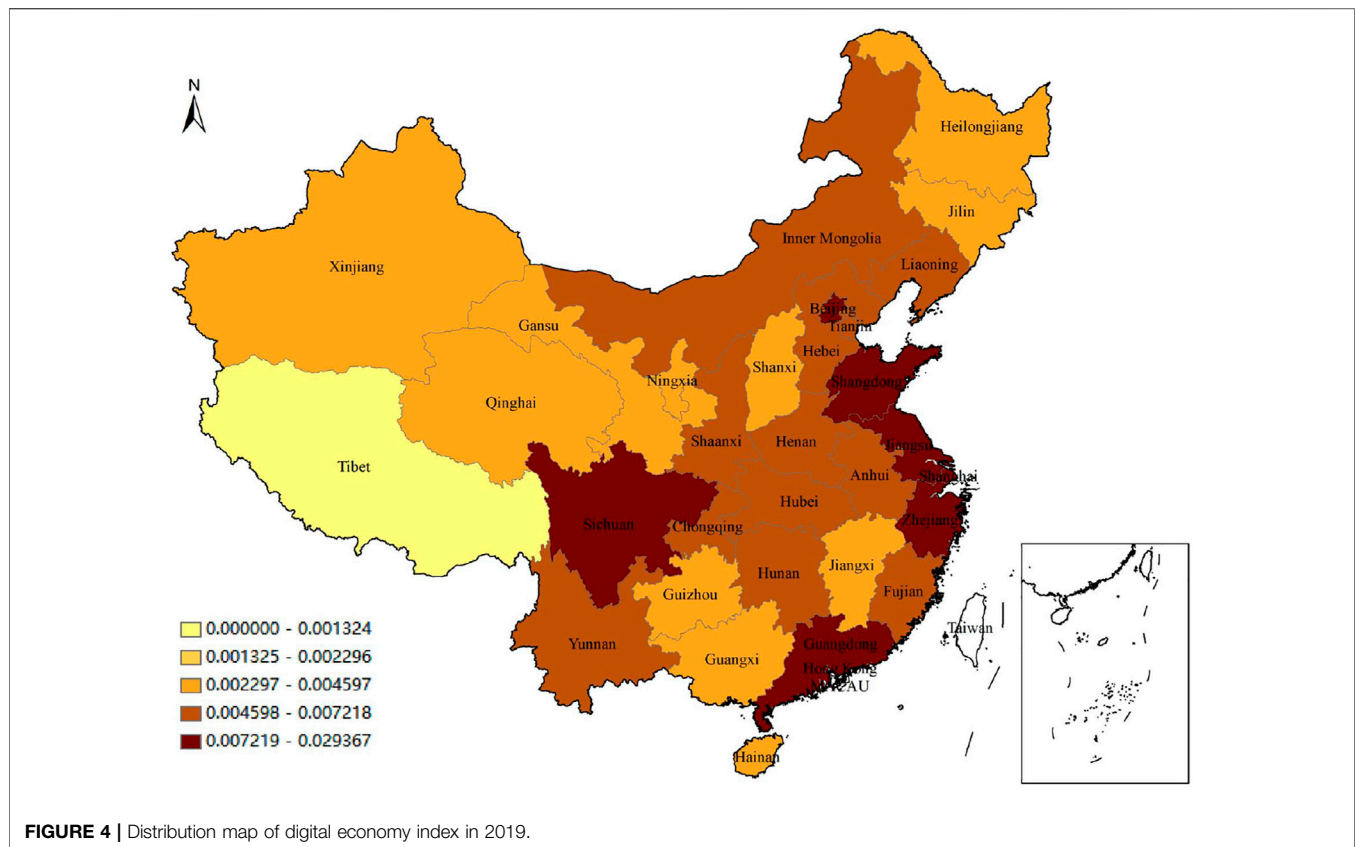 N
Heilongjiang
Jilin
Inner Mongolia
Liaoning
Xinjiang
Beijing
Tianjin
Gansu
Hebei
Shanxi
Shangdong
Ningxia
Qinghai
Shaanxi
Henan
Jiangsu
Tibet
Anhui
Shanghai
Hubei
Sichuan
Chongqing
Zhejiang
Hunan
Jiangxi
Guizhou
Fujian
Taiwan
Yunnan
Guangxi
Guangdong
Hong Kong
MACAU
Hainan
0.000000 - 0.001324
0.001325 - 0.002296
0.002297 - 0.004597
0.004598 - 0.007218
0.007219 - 0.029367
FIGURE 4 | Distribution map of digital economy index in 2019.